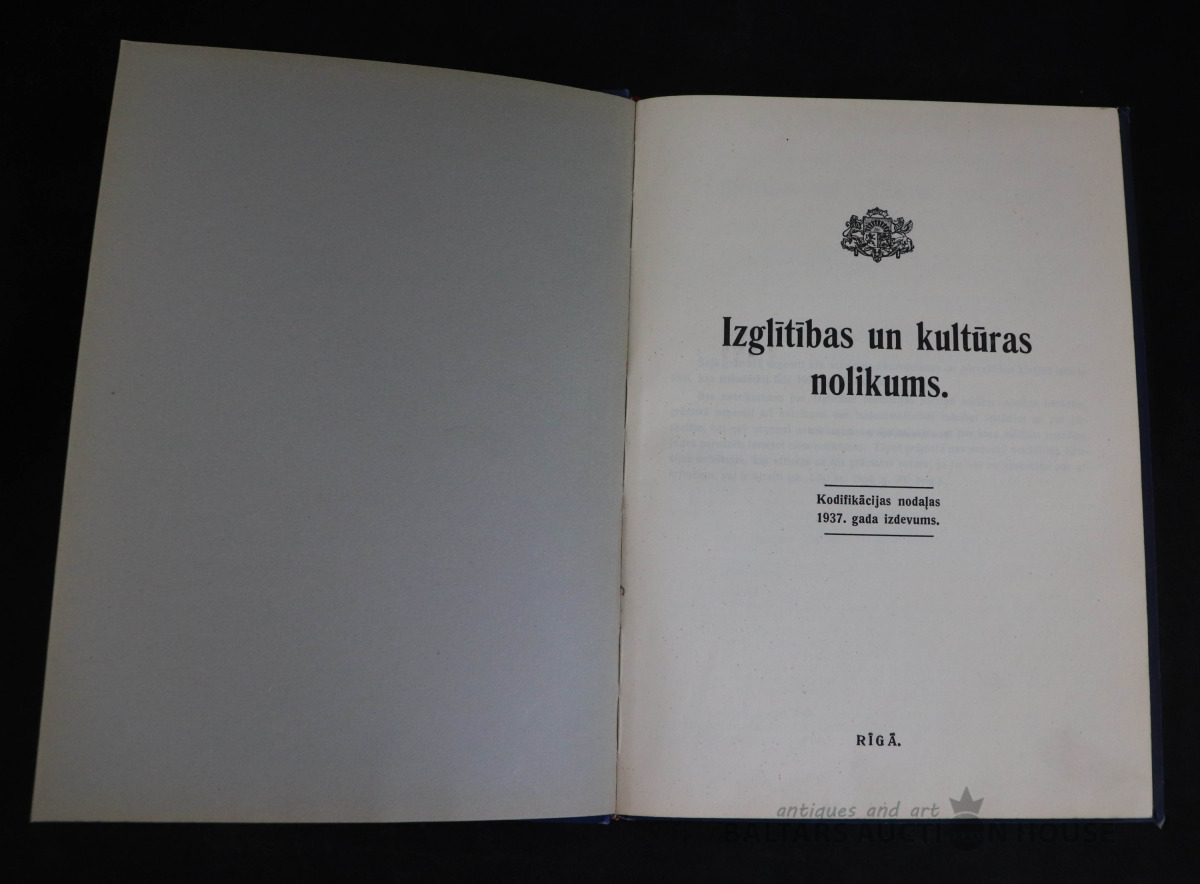 Izglītības un kultūras
nolikums.
Kodifikācijas nodaļas
1937. gada izdevums.
RĪGĀ.
antiques and art
BALTARS AUCTION HOUSE